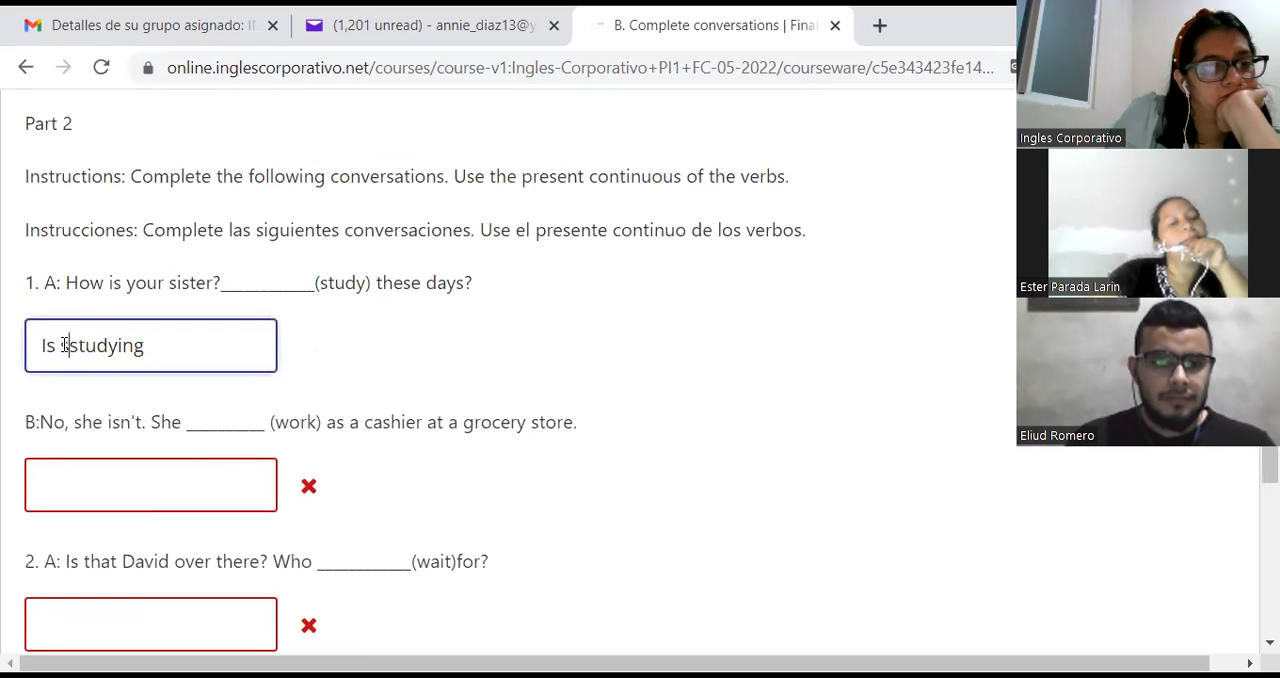 Detalles de su grupo asignado: I
(1,201 unread) - annie_diaz13@y
B. Complete conversations | Fina
online.inglescorporativo.net/courses/course-v1:Ingles-Corporativo+PI1+FC-05-2022/courseware/c5e343423fe14...
Part 2
Instructions: Complete the following conversations. Use the present continuous of the verbs.
Instrucciones: Complete las siguientes conversaciones. Use el presente continuo de los verbos.
1. A: How is your sister?___________(study) these days?
Is studying
B:No, she isn't. She _________ (work) as a cashier at a grocery store.
2. A: Is that David over there? Who ___________(wait)for?
Ingles Corporativo
Ester Parada Larin
Eliud Romero